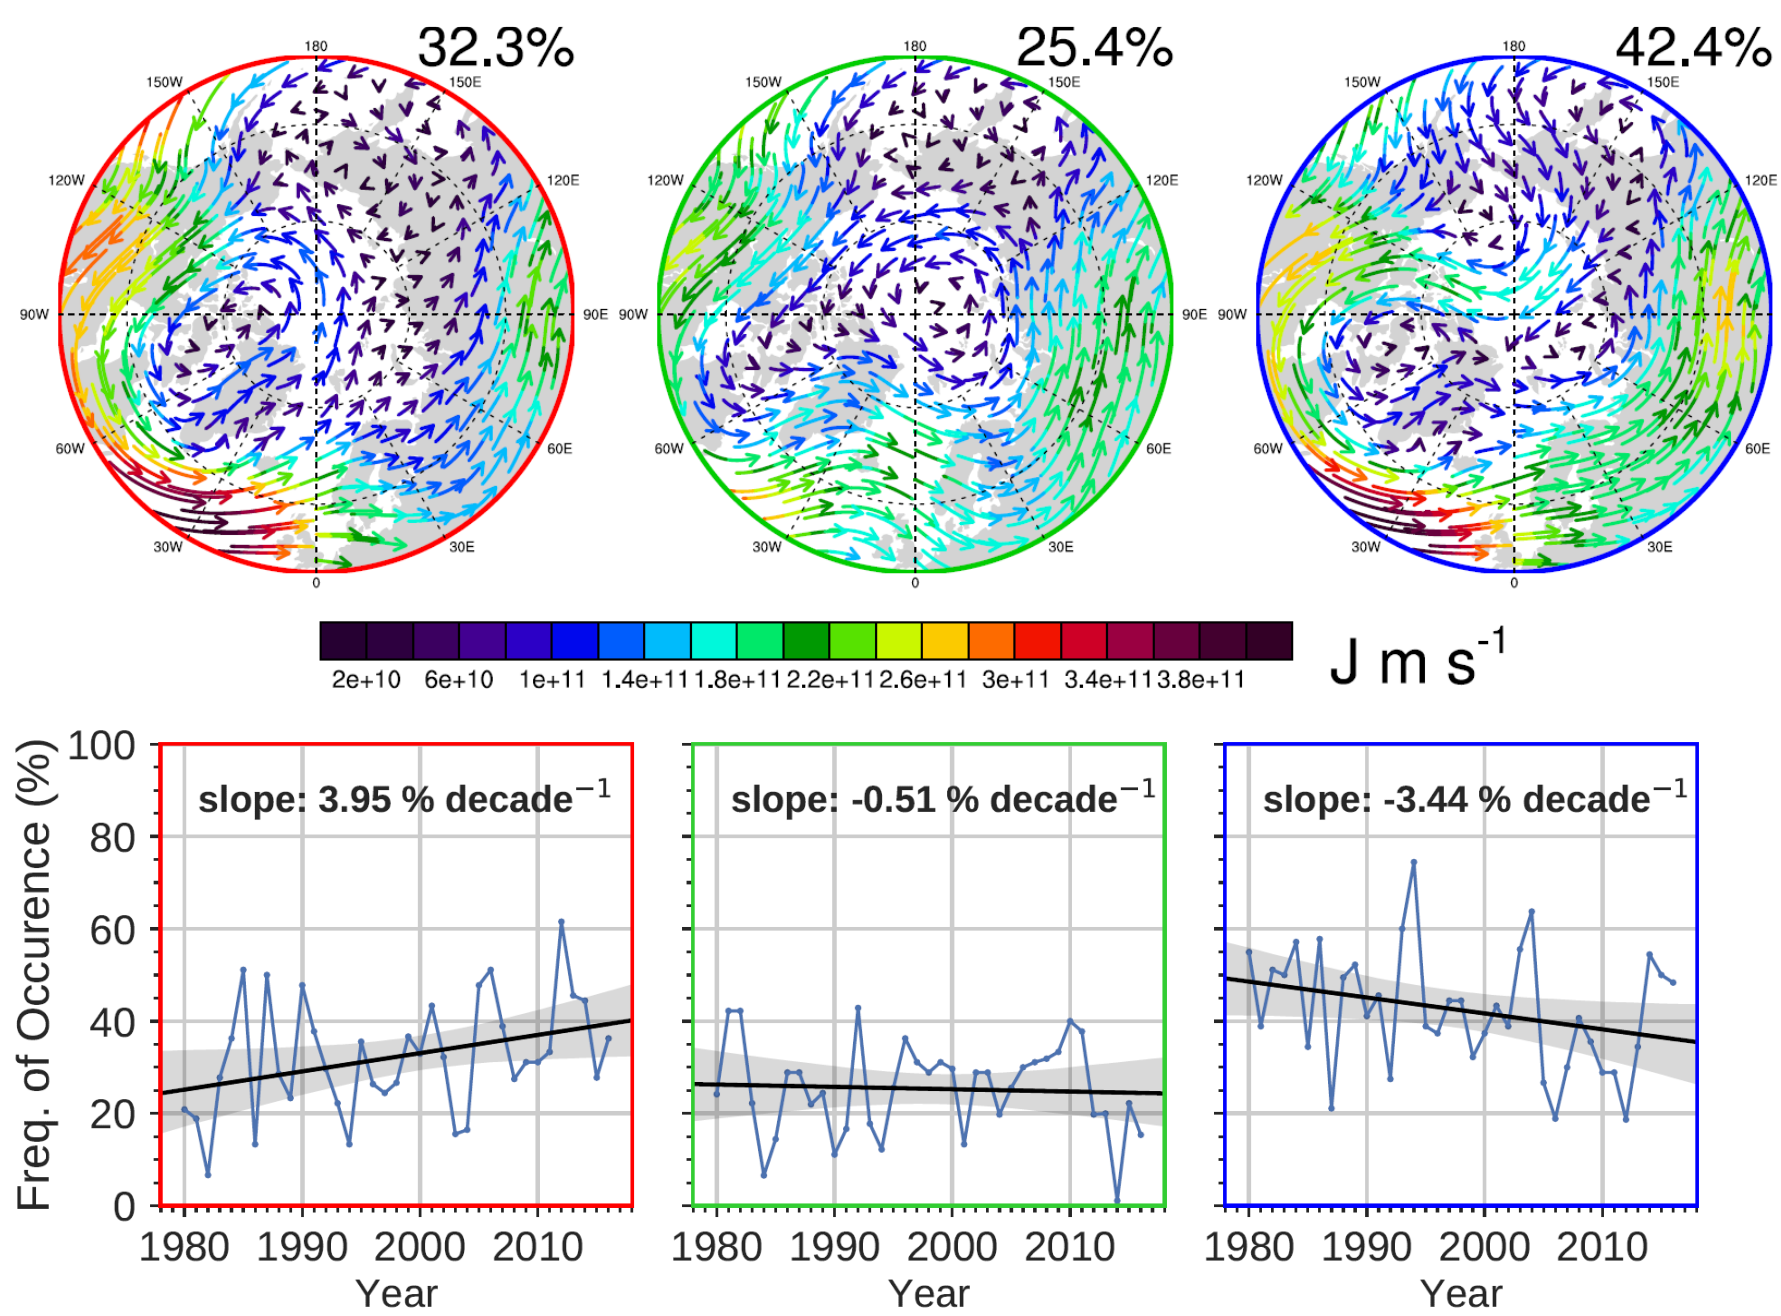 32.3% 25.4% 42.4%
180 180 180
150W 150E 150W 150E 150W 150E
120W 120E 120W 120E 120W 120E
90W 90E 90W 90E 90W
60W 60E 60W 60E 60W 60E
30W 30E 30W 30E 30W 30E
0 0 0
2e+10 6e+10 1e+11 1.4e+11 1.8e+11 2.2e+11 2.6e+11 3e+11 3.4e+11 3.8e+11
J m s⁻¹
Freq. of Occurence (%)
100
80
60
40
20
0
slope: 3.95 % decade⁻¹
slope: -0.51 % decade⁻¹
slope: -3.44 % decade⁻¹
1980 1990 2000 2010 1980 1990 2000 2010 1980 1990 2000 2010
Year Year Year